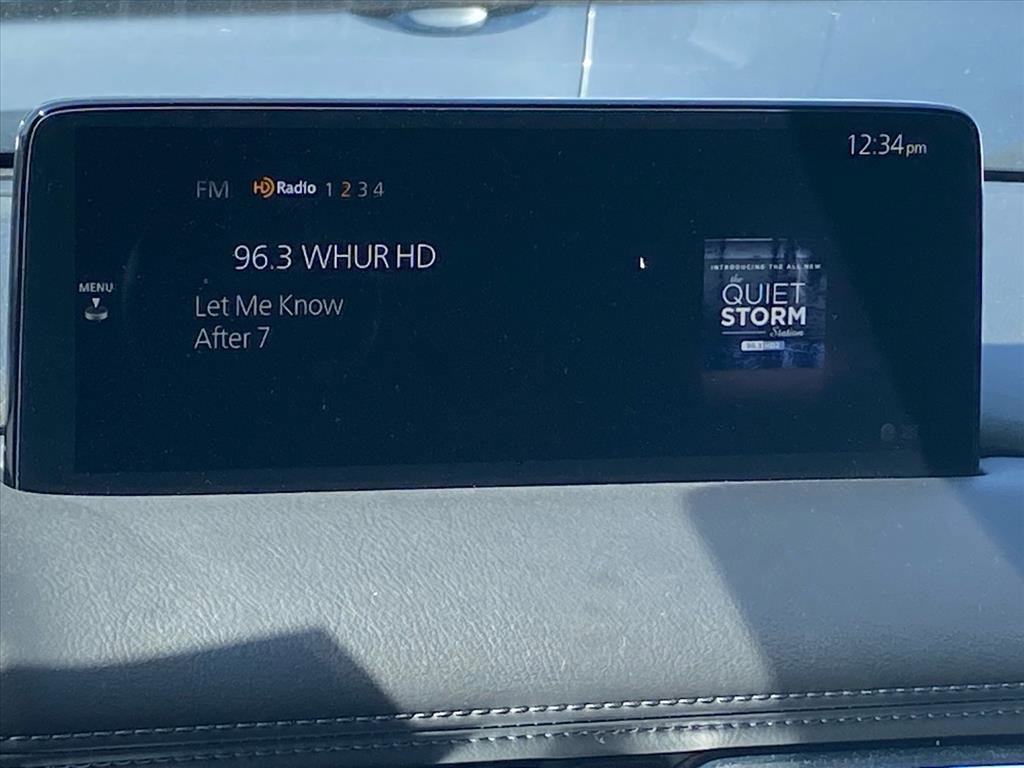 12:34pm
FM HD Radio 1 2 3 4
96.3 WHUR HD
MENU
Let Me Know
After 7
INTRODUCING THE ALL NEW
the
QUIET
STORM
Station
96.3 HD2